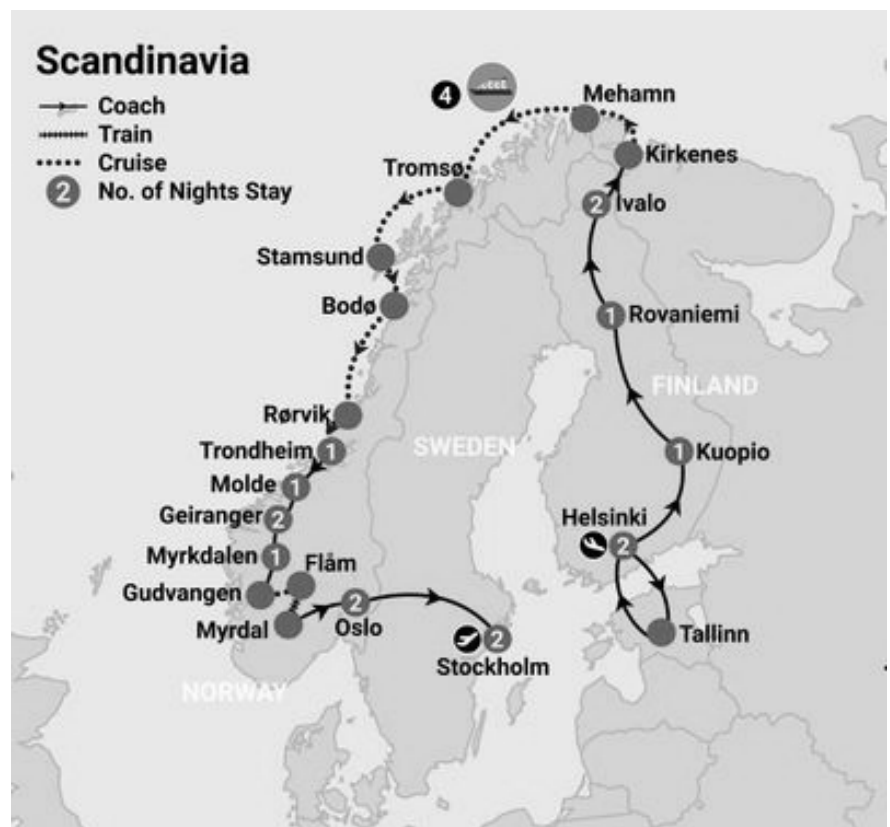 Scandinavia
Coach
Train
Cruise
2 No. of Nights Stay
4
Mehamn
Kirkenes
Tromsø
2 Ivalo
Stamsund
Bodø
1 Rovaniemi
FINLAND
Rørvik
SWEDEN
Trondheim 1
1 Kuopio
Molde 1
Geiranger 2
Helsinki
2
Myrkdalen 1
Flåm
Gudvangen
Myrdal
2
Oslo
Tallinn
2
Stockholm
NORWAY